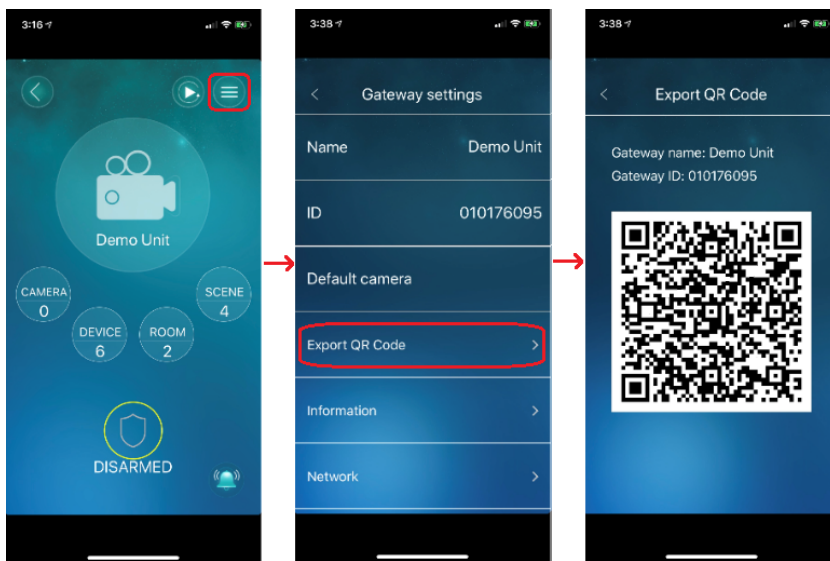 3:16
Demo Unit
CAMERA
0
SCENE
4
DEVICE
6
ROOM
2
DISARMED
3:38
Gateway settings
Name Demo Unit
ID 010176095
Default camera
Export QR Code
Information
Network
3:38
Export QR Code
Gateway name: Demo Unit
Gateway ID: 010176095